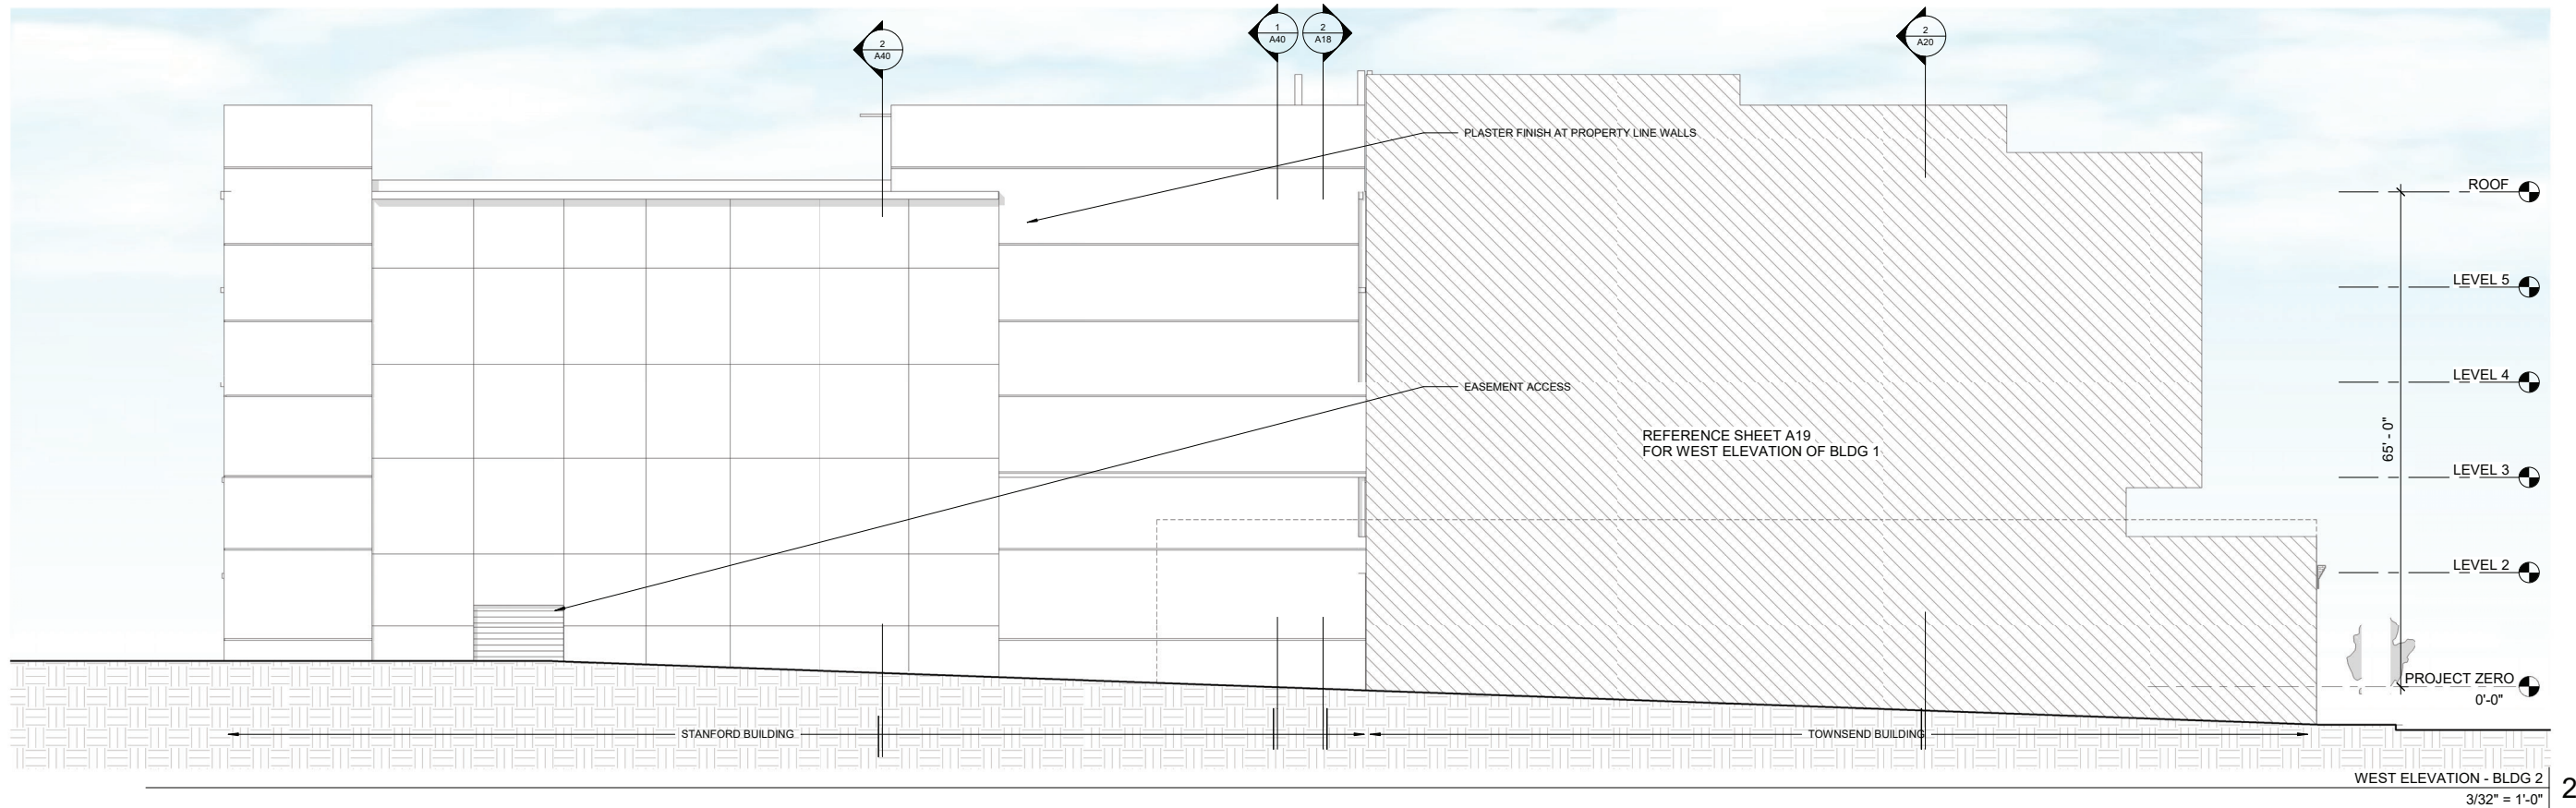 2
A40
1
A40
2
A18
2
A20
PLASTER FINISH AT PROPERTY LINE WALLS
ROOF
LEVEL 5
EASEMENT ACCESS
LEVEL 4
REFERENCE SHEET A19
FOR WEST ELEVATION OF BLDG 1
65' - 0"
LEVEL 3
LEVEL 2
PROJECT ZERO
0'-0"
STANFORD BUILDING
TOWNSEND BUILDING
WEST ELEVATION - BLDG 2
3/32" = 1'-0"
2